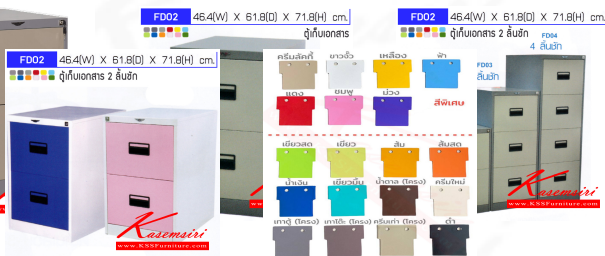 FD02 46.4(W) X 61.8(D) X 71.8(H) cm.
ตู้เก็บเอกสาร
FD02 46.4(W) X 61.8(D) X 71.8(H) cm.
ตู้เก็บเอกสาร 2 ลิ้นชัก
FD04
4 ลิ้นชัก
FD03
ลิ้นชัก
FD02 46.4(W) X 61.8(D) X 71.8(H) cm.
ตู้เก็บเอกสาร 2 ลิ้นชัก
ครีมลัคกี้ ขาวงิ้ว เหลือง ฟ้า
แดง ชมพู ม่วง สีพิเศษ
เขียวสด เขียว ส้ม ส้มสด
น้ำเงิน เขียวยีน น้ำตาล (โครง) ครีมใหม่
เทาตู้ (โครง) เทาโต๊ะ (โครง) ครีมเก่า (โครง) ดำ
Kasemsiri
www.KSSFurniture.com
Kasemsiri
www.KSSFurniture.com